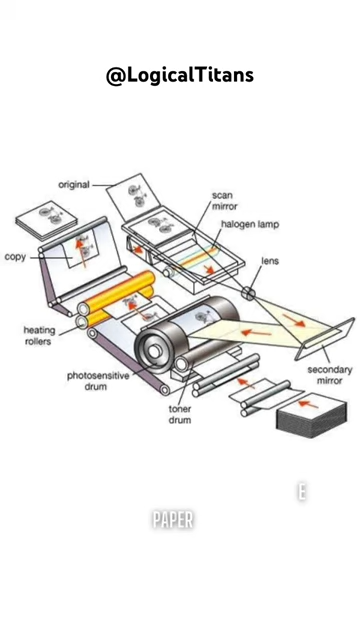 @LogicalTitans
original
scan
mirror
halogen lamp
copy
lens
heating
rollers
secondary
mirror
photosensitive
drum
toner
drum
E
PAPER